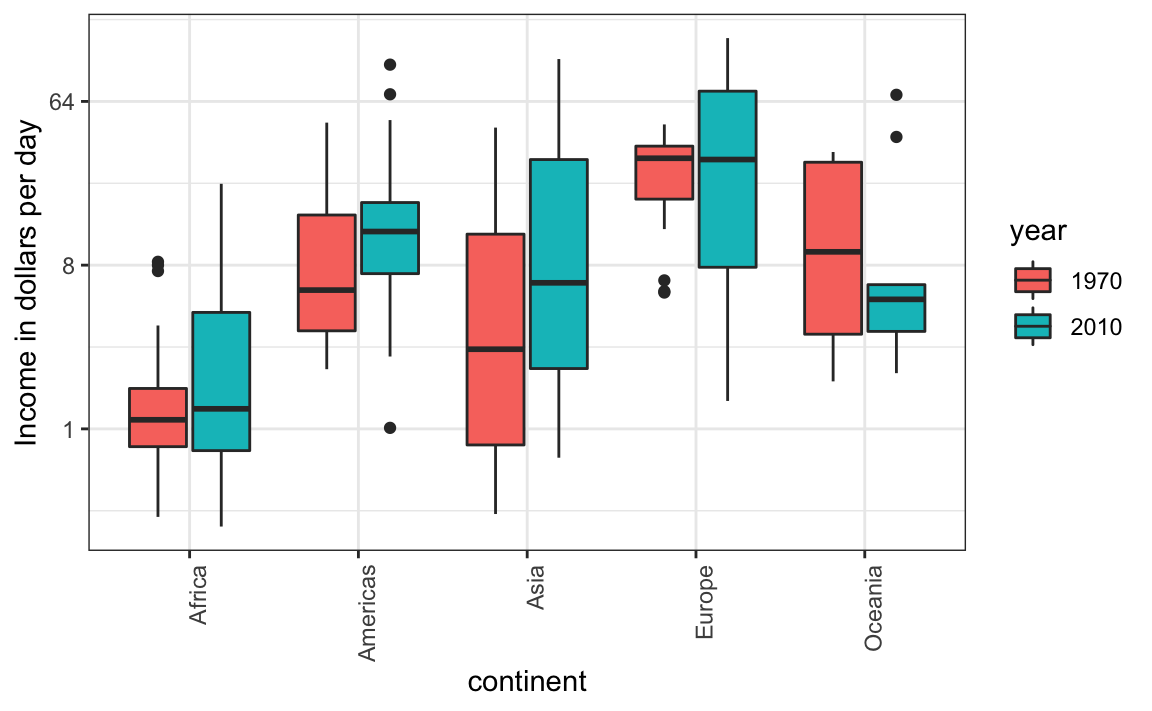 Income in dollars per day
64
8
1
Africa
Americas
Asia
Europe
Oceania
continent
year
1970
2010